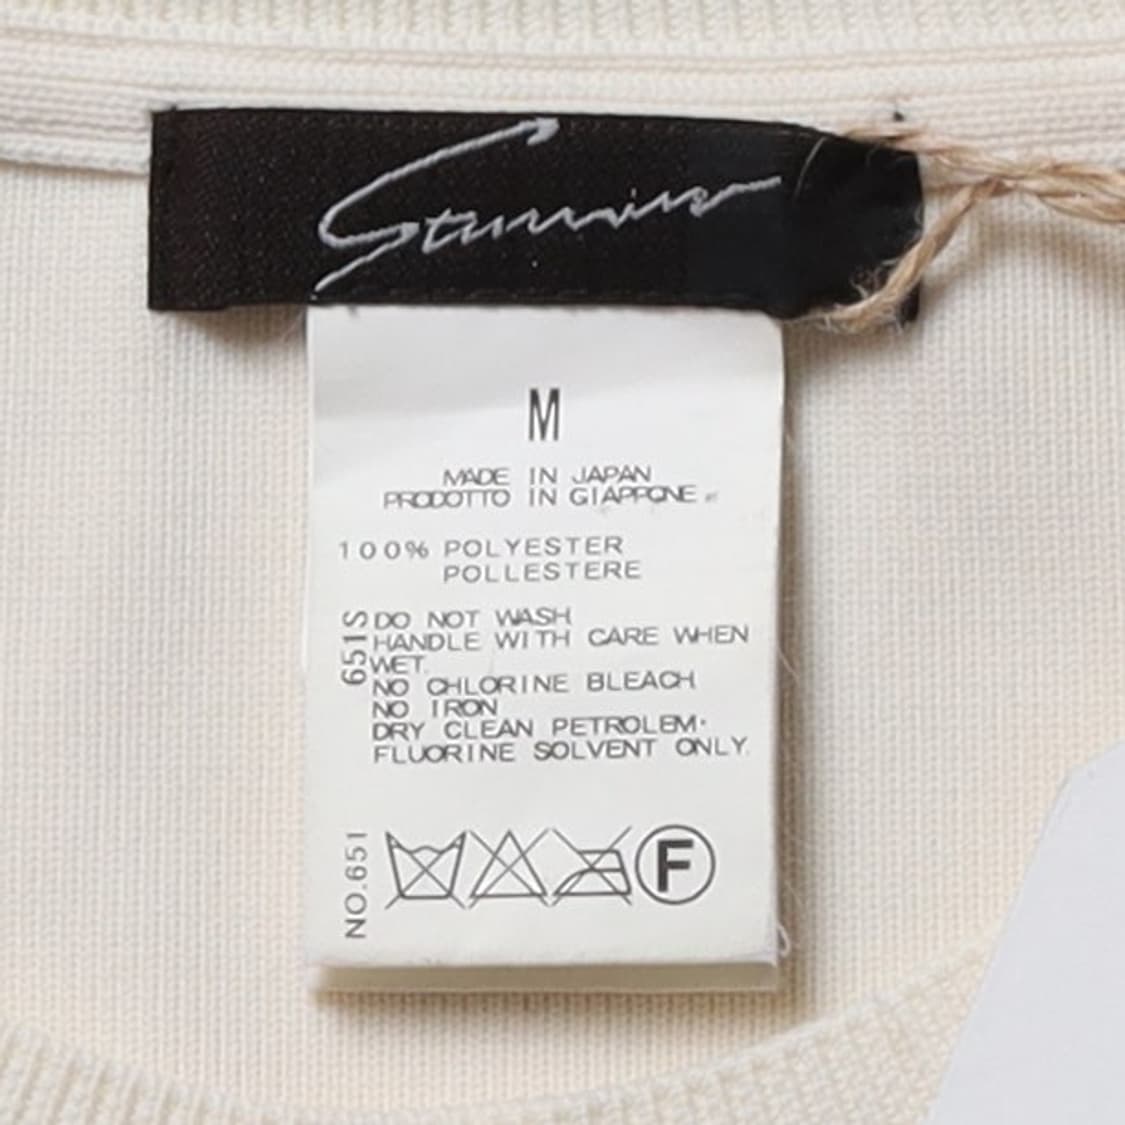 M
MADE IN JAPAN
PRODOTTO IN GIAPPONE
100% POLYESTER
POLLESTERE
651S
DO NOT WASH
HANDLE WITH CARE WHEN
WET.
NO CHLORINE BLEACH
NO IRON
DRY CLEAN PETROLEM·
FLUORINE SOLVENT ONLY.
NO.651
F